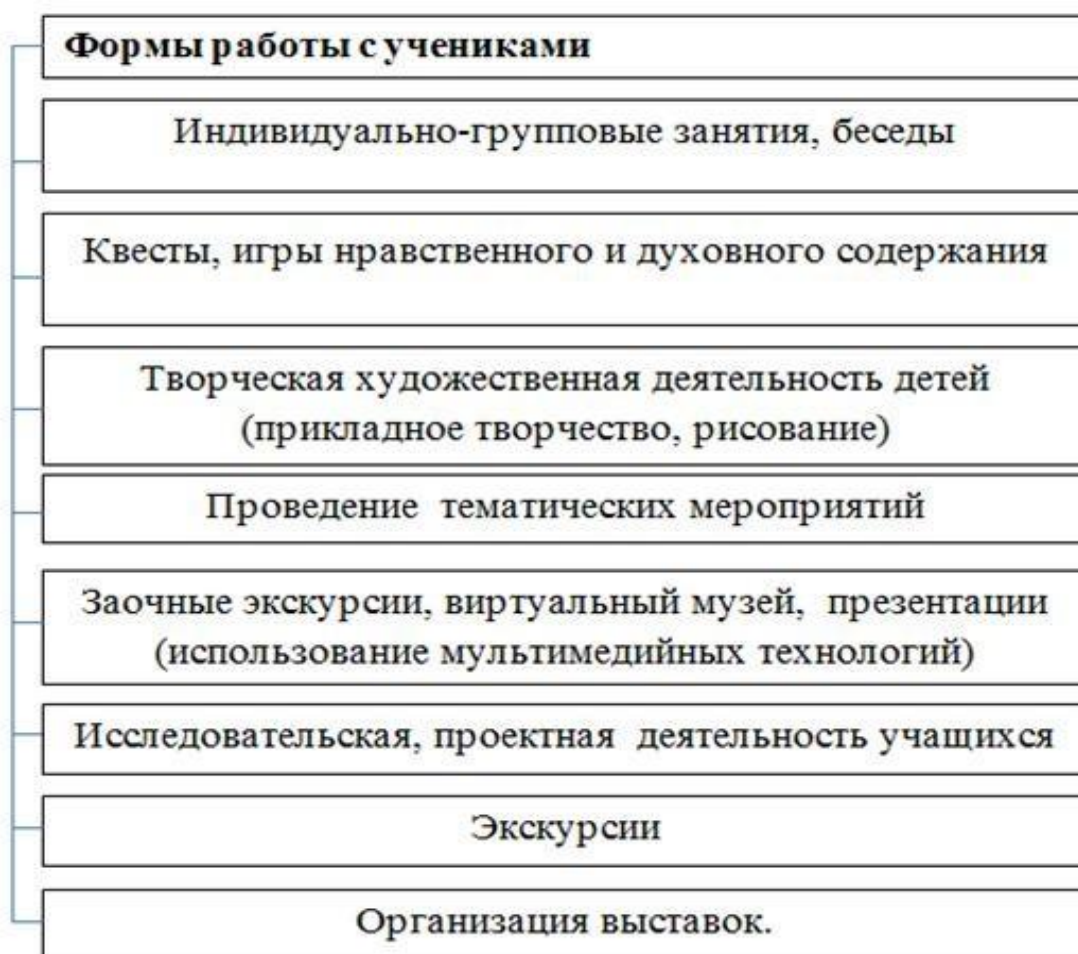 Формы работы с учениками
Индивидуально-групповые занятия, беседы
Квесты, игры нравственного и духовного содержания
Творческая художественная деятельность детей
(прикладное творчество, рисование)
Проведение тематических мероприятий
Заочные экскурсии, виртуальный музей, презентации
(использование мультимедийных технологий)
Исследовательская, проектная деятельность учащихся
Экскурсии
Организация выставок.